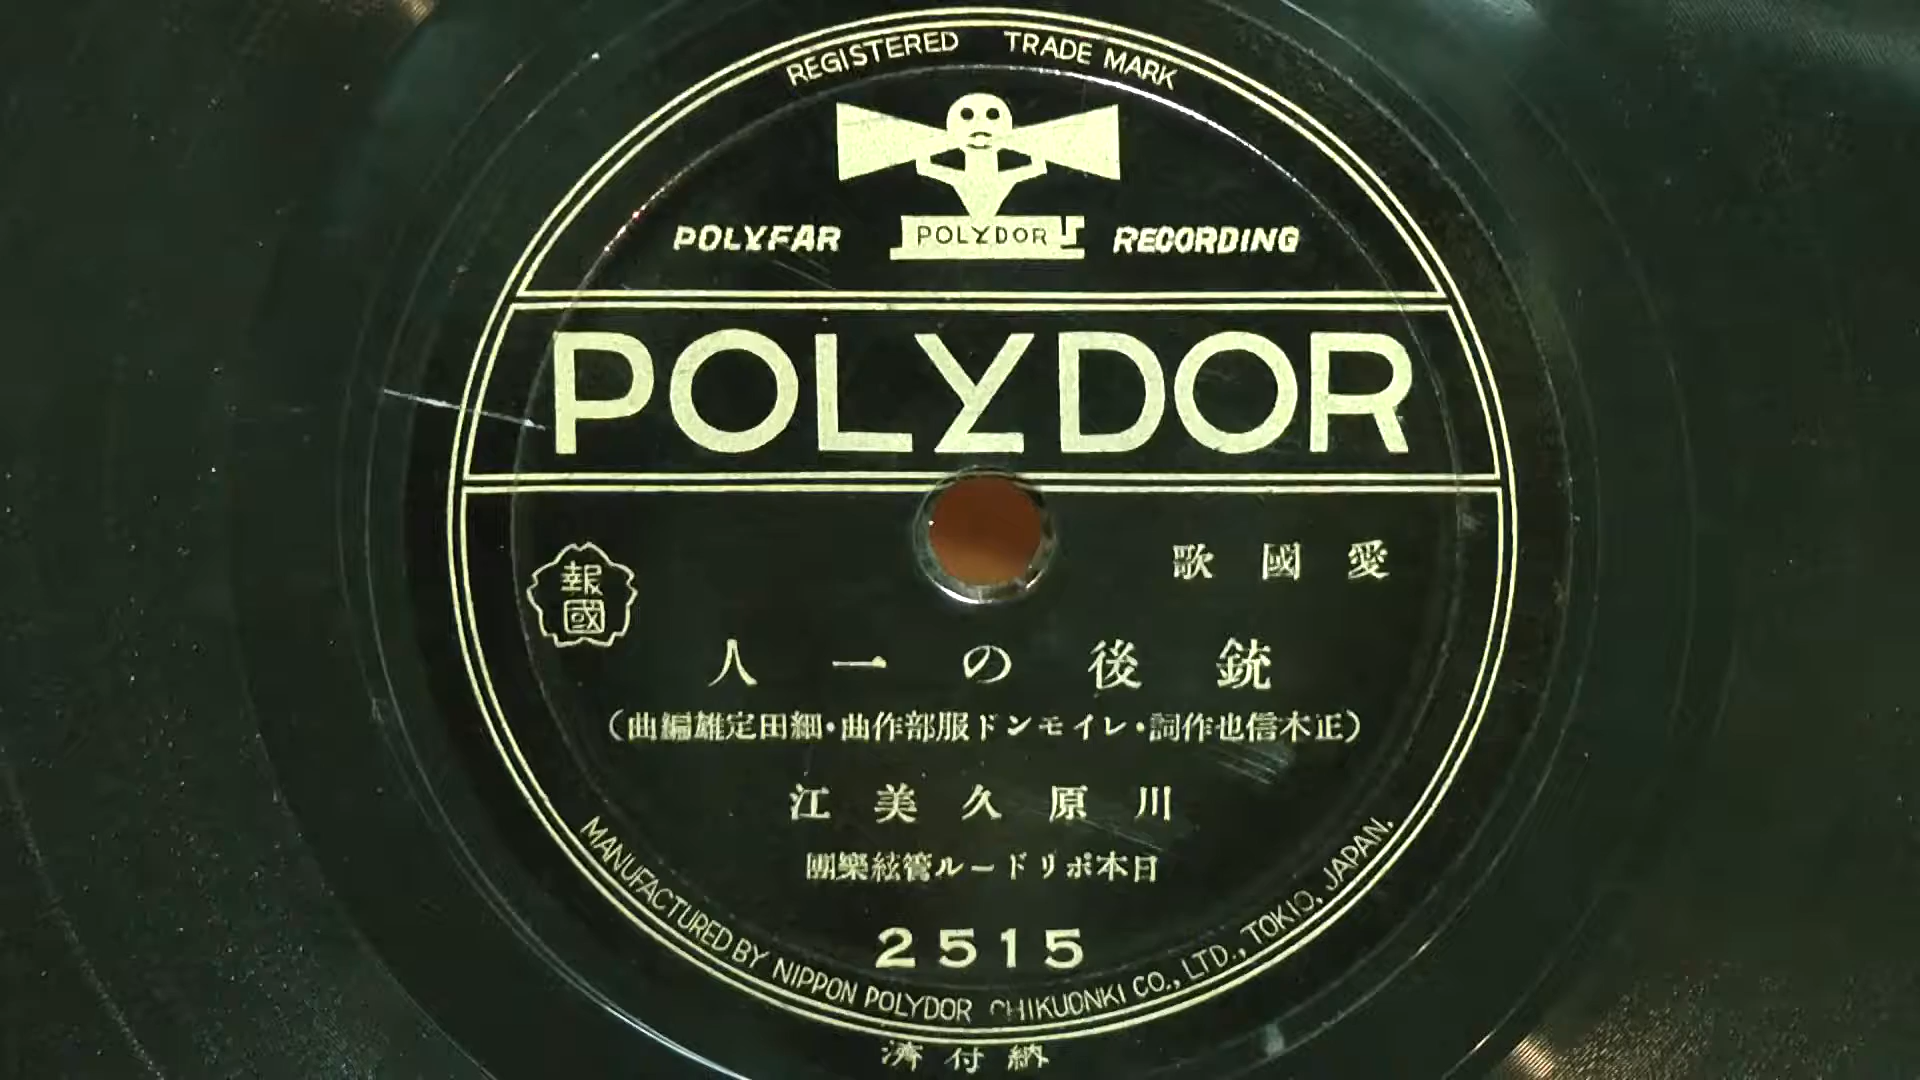 REGISTERED TRADE MARK
POLYFAR POLYDOR RECORDING
POLYDOR
愛國歌
報國
銃後の一人
(正木信也作詞・レイモンド服部作曲・細田定雄編曲)
川原久美江
日本ポリドール管絃樂團
2515
MANUFACTURED BY NIPPON POLYDOR CHIKUONKI CO., LTD., TOKIO, JAPAN.
納付濟